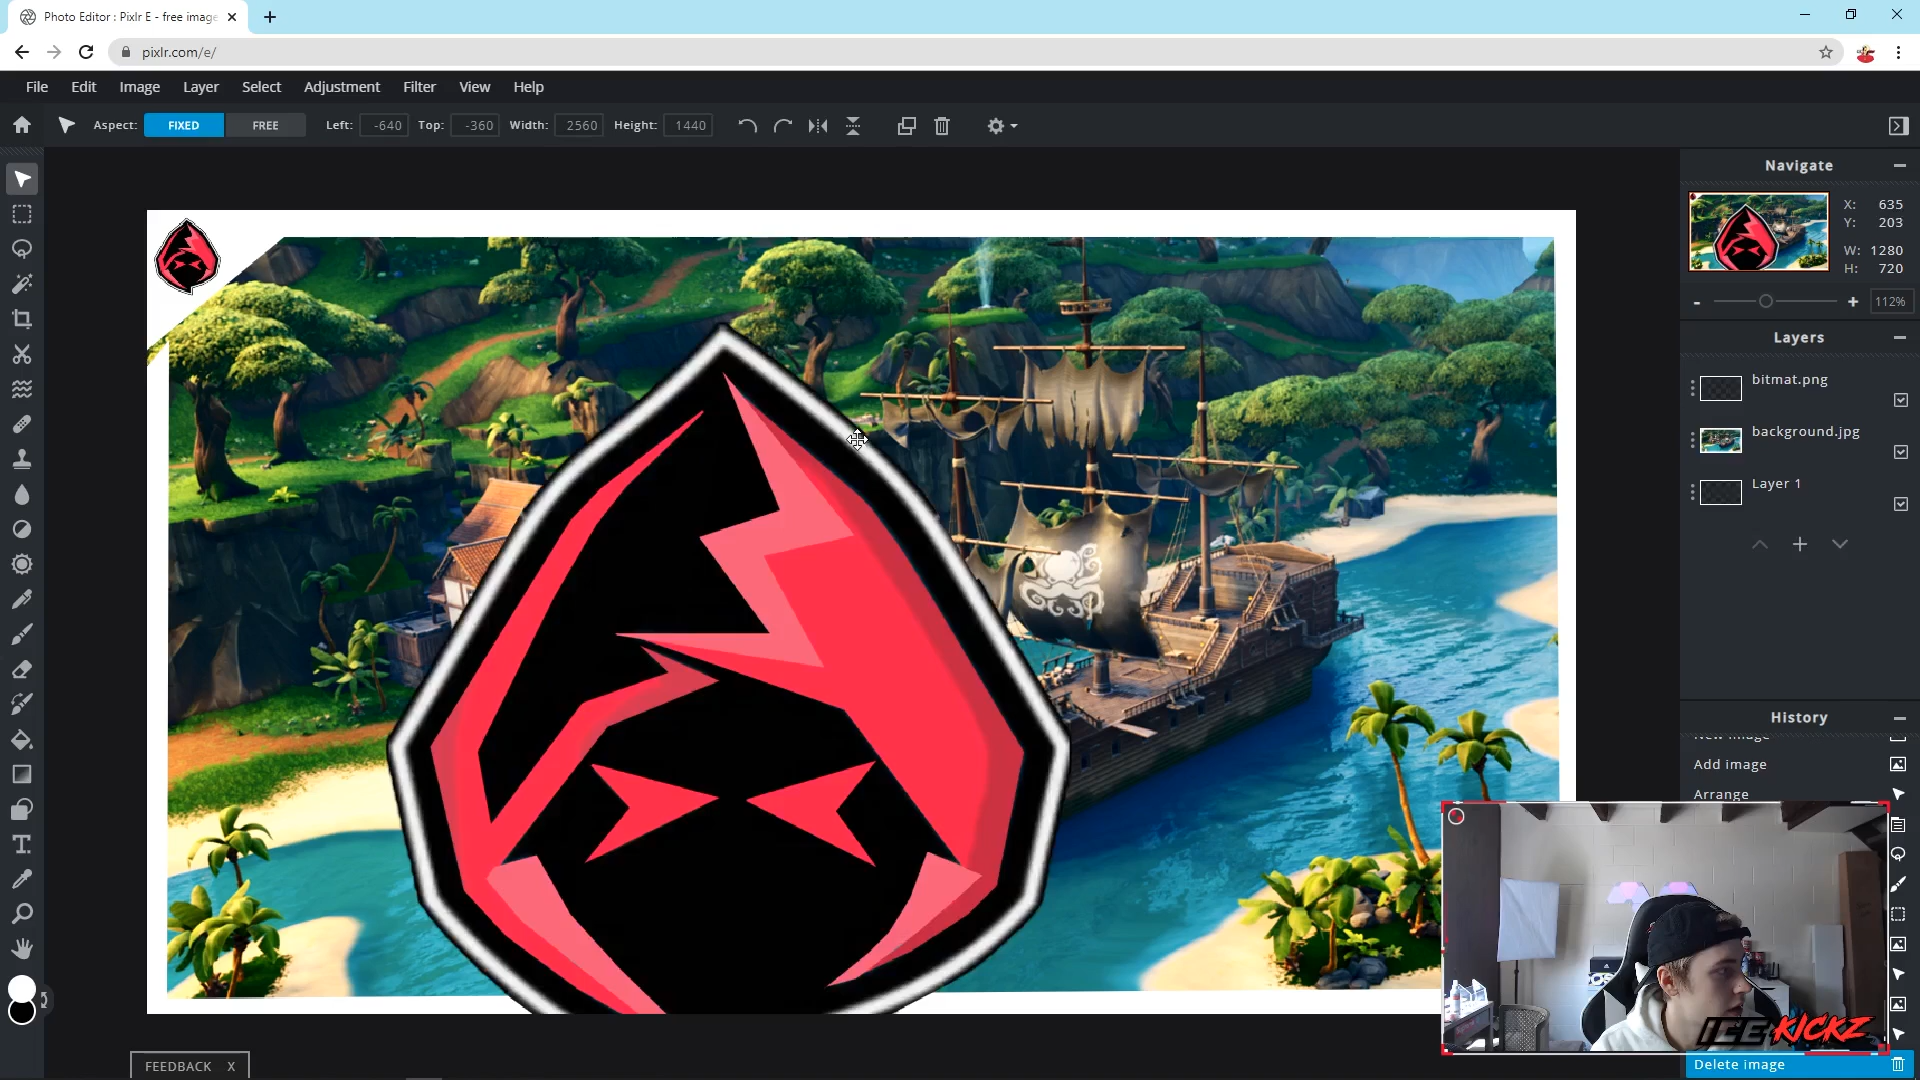 Photo Editor : Pixlr E - free image
pixlr.com/e/
File Edit Image Layer Select Adjustment Filter View Help
Aspect: FIXED FREE Left: -640 Top: -360 Width: 2560 Height: 1440
Navigate
X: 635
Y: 203
W: 1280
H: 720
- + 112%
Layers
bitmat.png
background.jpg
Layer 1
History
New image
Add image
Arrange
ICE KICKZ
Delete image
FEEDBACK X